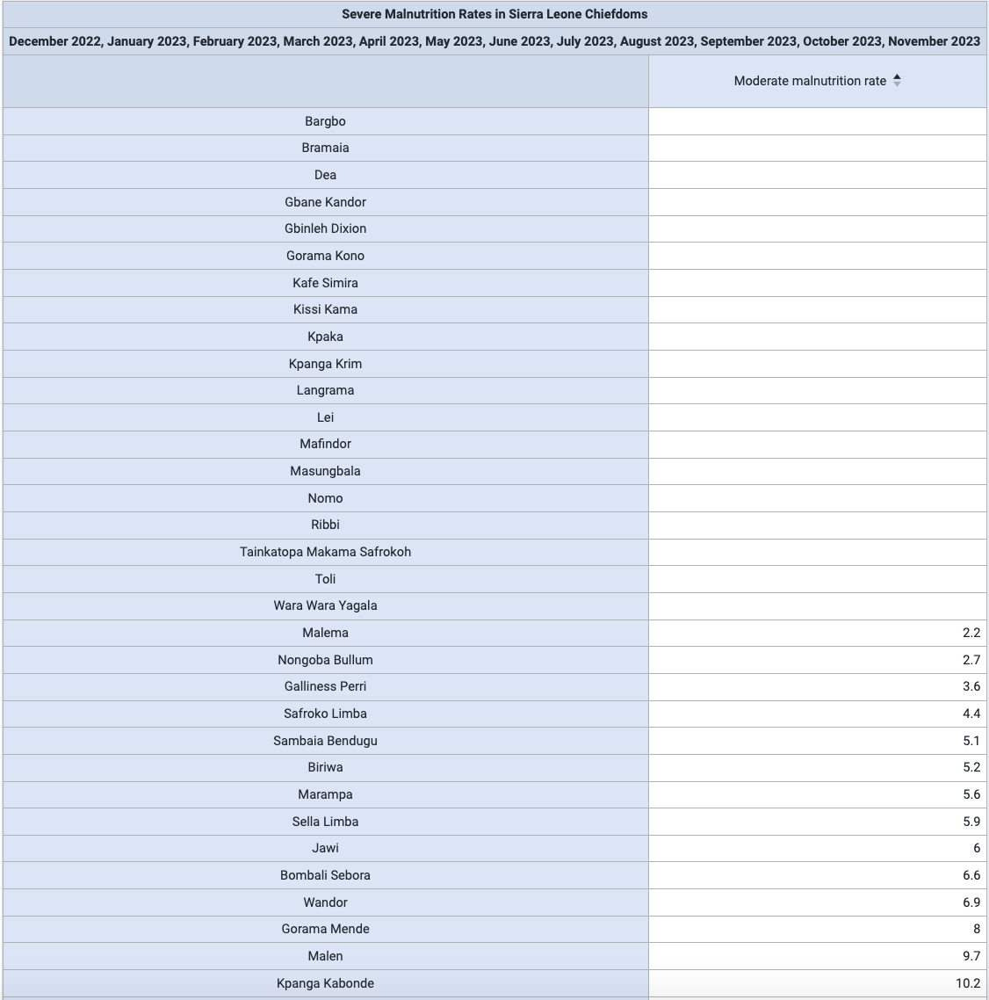 Severe Malnutrition Rates in Sierra Leone Chiefdoms
December 2022, January 2023, February 2023, March 2023, April 2023, May 2023, June 2023, July 2023, August 2023, September 2023, October 2023, November 2023
Moderate malnutrition rate
Bargbo
Bramaia
Dea
Gbane Kandor
Gbinleh Dixion
Gorama Kono
Kafe Simira
Kissi Kama
Kpaka
Kpanga Krim
Langrama
Lei
Mafindor
Masungbala
Nomo
Ribbi
Tainkatopa Makama Safrokoh
Toli
Wara Wara Yagala
Malema 2.2
Nongoba Bullum 2.7
Galliness Perri 3.6
Safroko Limba 4.4
Sambaia Bendugu 5.1
Biriwa 5.2
Marampa 5.6
Sella Limba 5.9
Jawi 6
Bombali Sebora 6.6
Wandor 6.9
Gorama Mende 8
Malen 9.7
Kpanga Kabonde 10.2